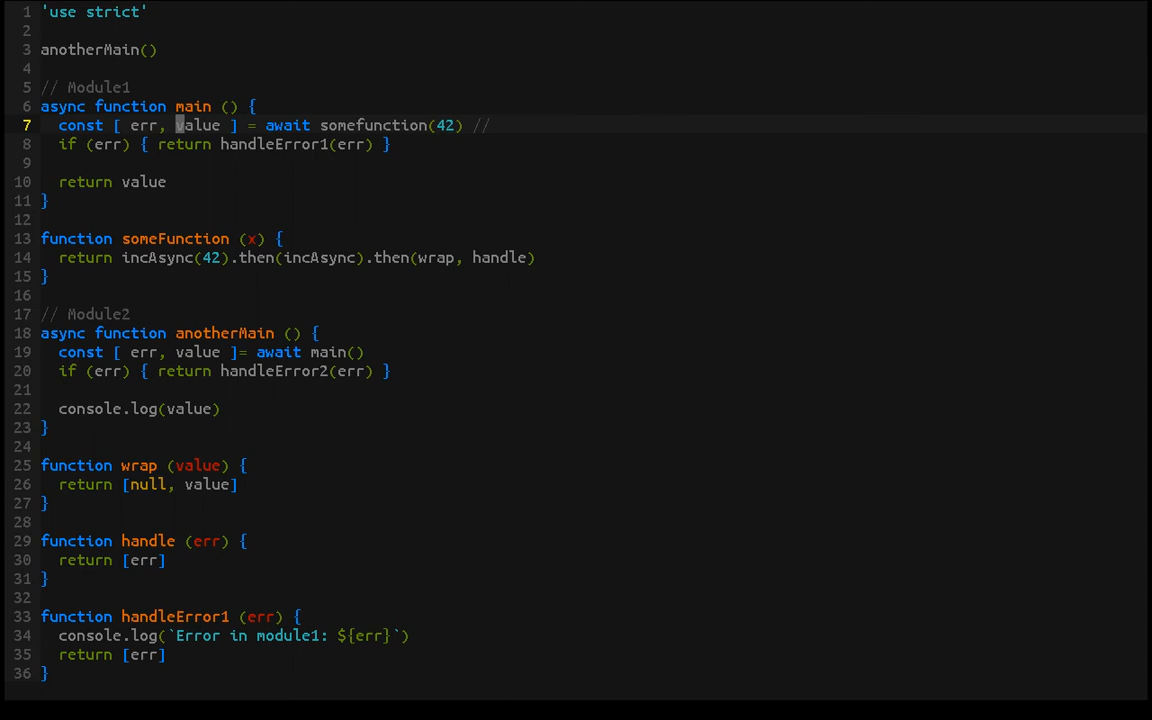 1 'use strict'
2
3 anotherMain()
4
5 // Module1
6 async function main () {
7   const [ err, value ] = await somefunction(42) //
8   if (err) { return handleError1(err) }
9
10   return value
11 }
12
13 function someFunction (x) {
14   return incAsync(42).then(incAsync).then(wrap, handle)
15 }
16
17 // Module2
18 async function anotherMain () {
19   const [ err, value ]= await main()
20   if (err) { return handleError2(err) }
21
22   console.log(value)
23 }
24
25 function wrap (value) {
26   return [null, value]
27 }
28
29 function handle (err) {
30   return [err]
31 }
32
33 function handleError1 (err) {
34   console.log(`Error in module1: ${err}`)
35   return [err]
36 }